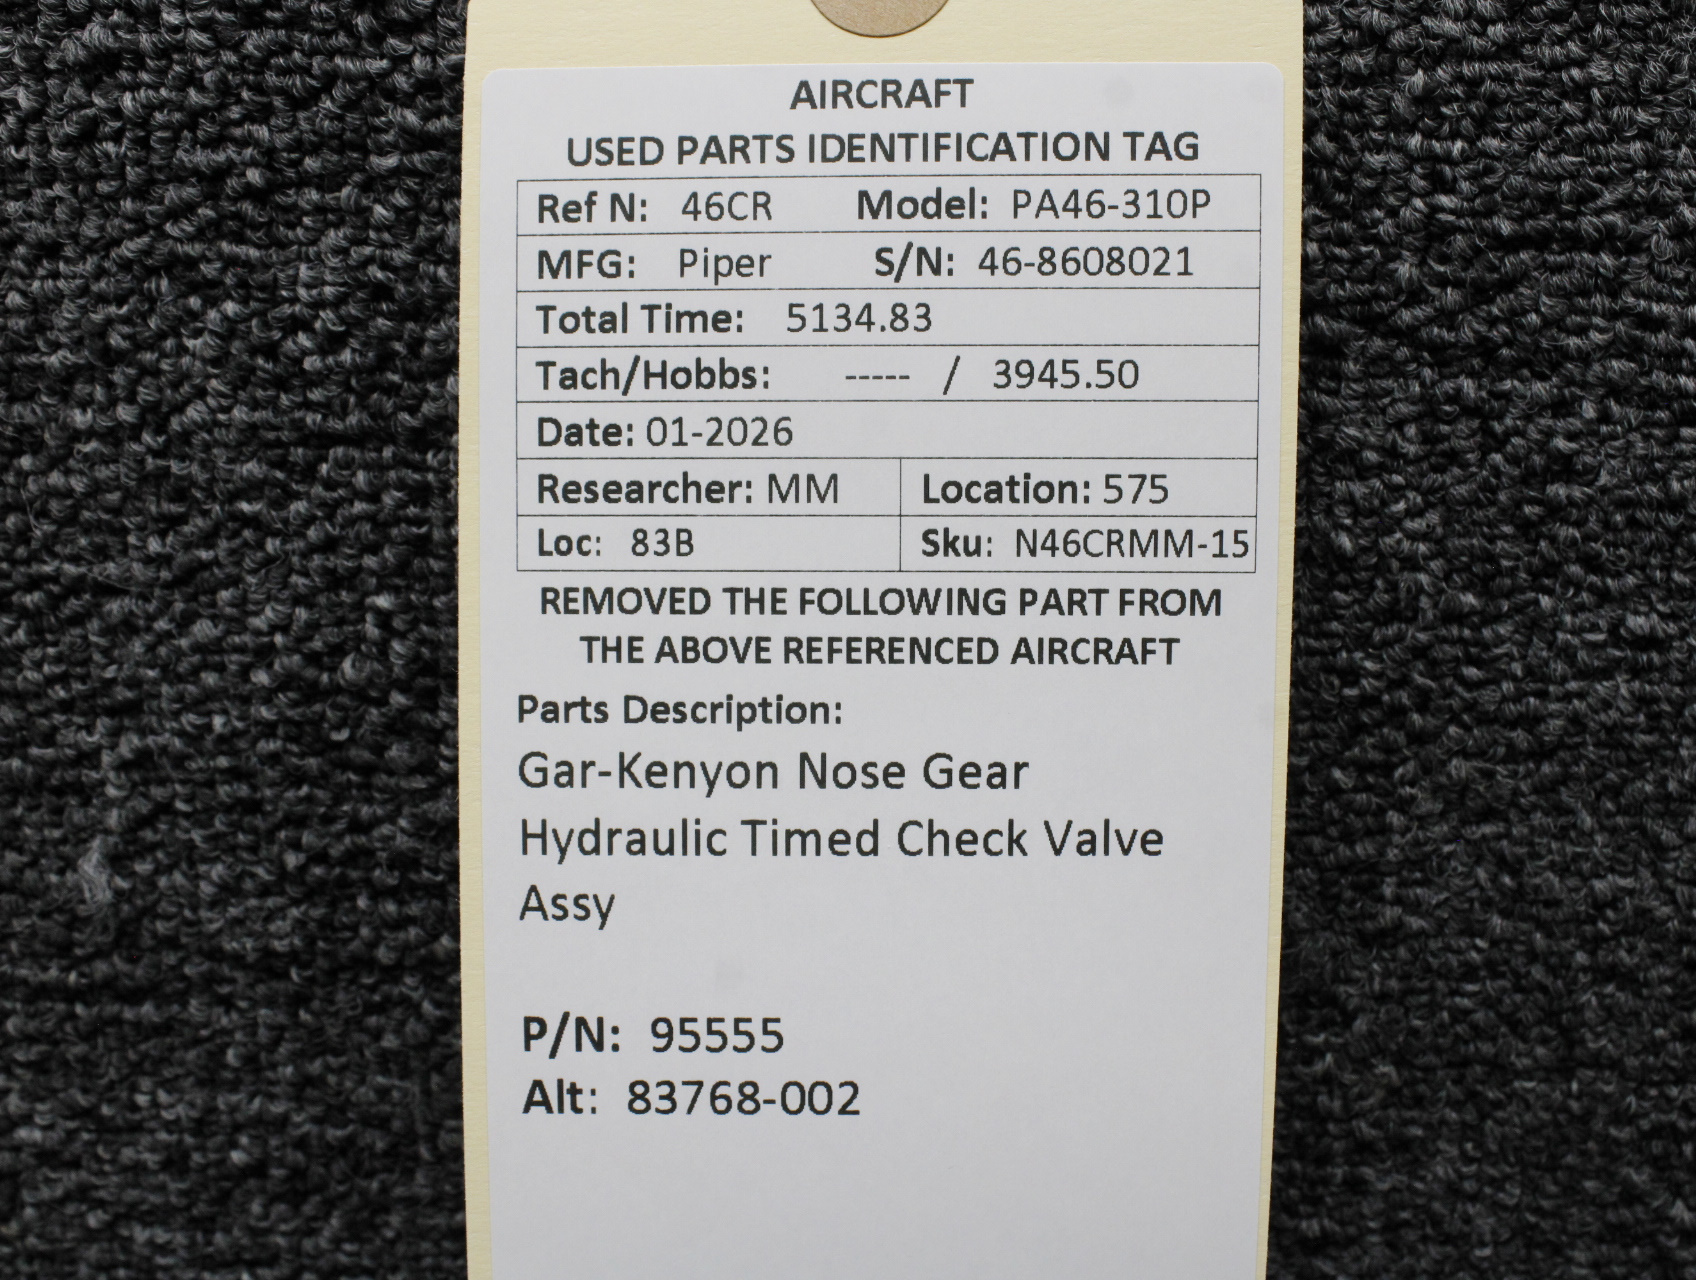 AIRCRAFT
USED PARTS IDENTIFICATION TAG
Ref N: 46CR Model: PA46-310P
MFG: Piper S/N: 46-8608021
Total Time: 5134.83
Tach/Hobbs: ----- / 3945.50
Date: 01-2026
Researcher: MM Location: 575
Loc: 83B Sku: N46CRMM-15
REMOVED THE FOLLOWING PART FROM
THE ABOVE REFERENCED AIRCRAFT
Parts Description:
Gar-Kenyon Nose Gear
Hydraulic Timed Check Valve
Assy
P/N: 95555
Alt: 83768-002